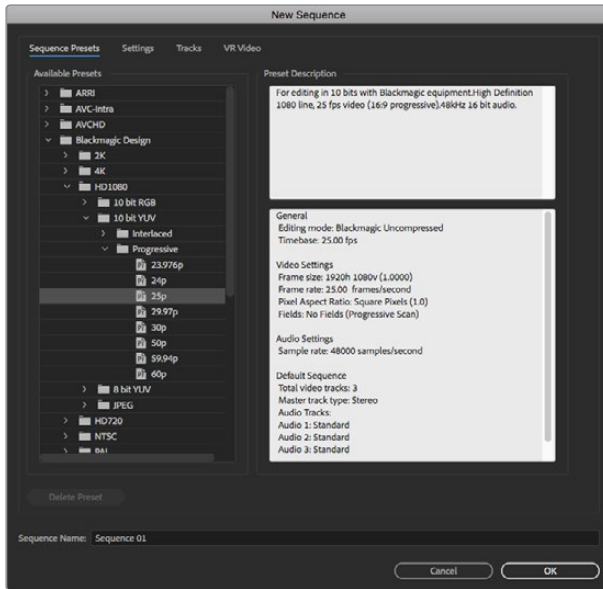 New Sequence
Sequence Presets Settings Tracks VR Video
Available Presets
ARRI
AVC-Intra
AVCHD
Blackmagic Design
2K
4K
HD1080
10 bit RGB
10 bit YUV
Interlaced
Progressive
23.976p
24p
25p
29.97p
30p
50p
59.94p
60p
8 bit YUV
JPEG
HD720
NTSC
PAL
Delete Preset
Preset Description
For editing in 10 bits with Blackmagic equipment.High Definition
1080 line, 25 fps video (16:9 progressive).48kHz 16 bit audio.
General
Editing mode: Blackmagic Uncompressed
Timebase: 25.00 fps
Video Settings
Frame size: 1920h 1080v (1.0000)
Frame rate: 25.00 frames/second
Pixel Aspect Ratio: Square Pixels (1.0)
Fields: No Fields (Progressive Scan)
Audio Settings
Sample rate: 48000 samples/second
Default Sequence
Total video tracks: 3
Master track type: Stereo
Audio Tracks:
Audio 1: Standard
Audio 2: Standard
Audio 3: Standard
Sequence Name: Sequence 01
Cancel OK